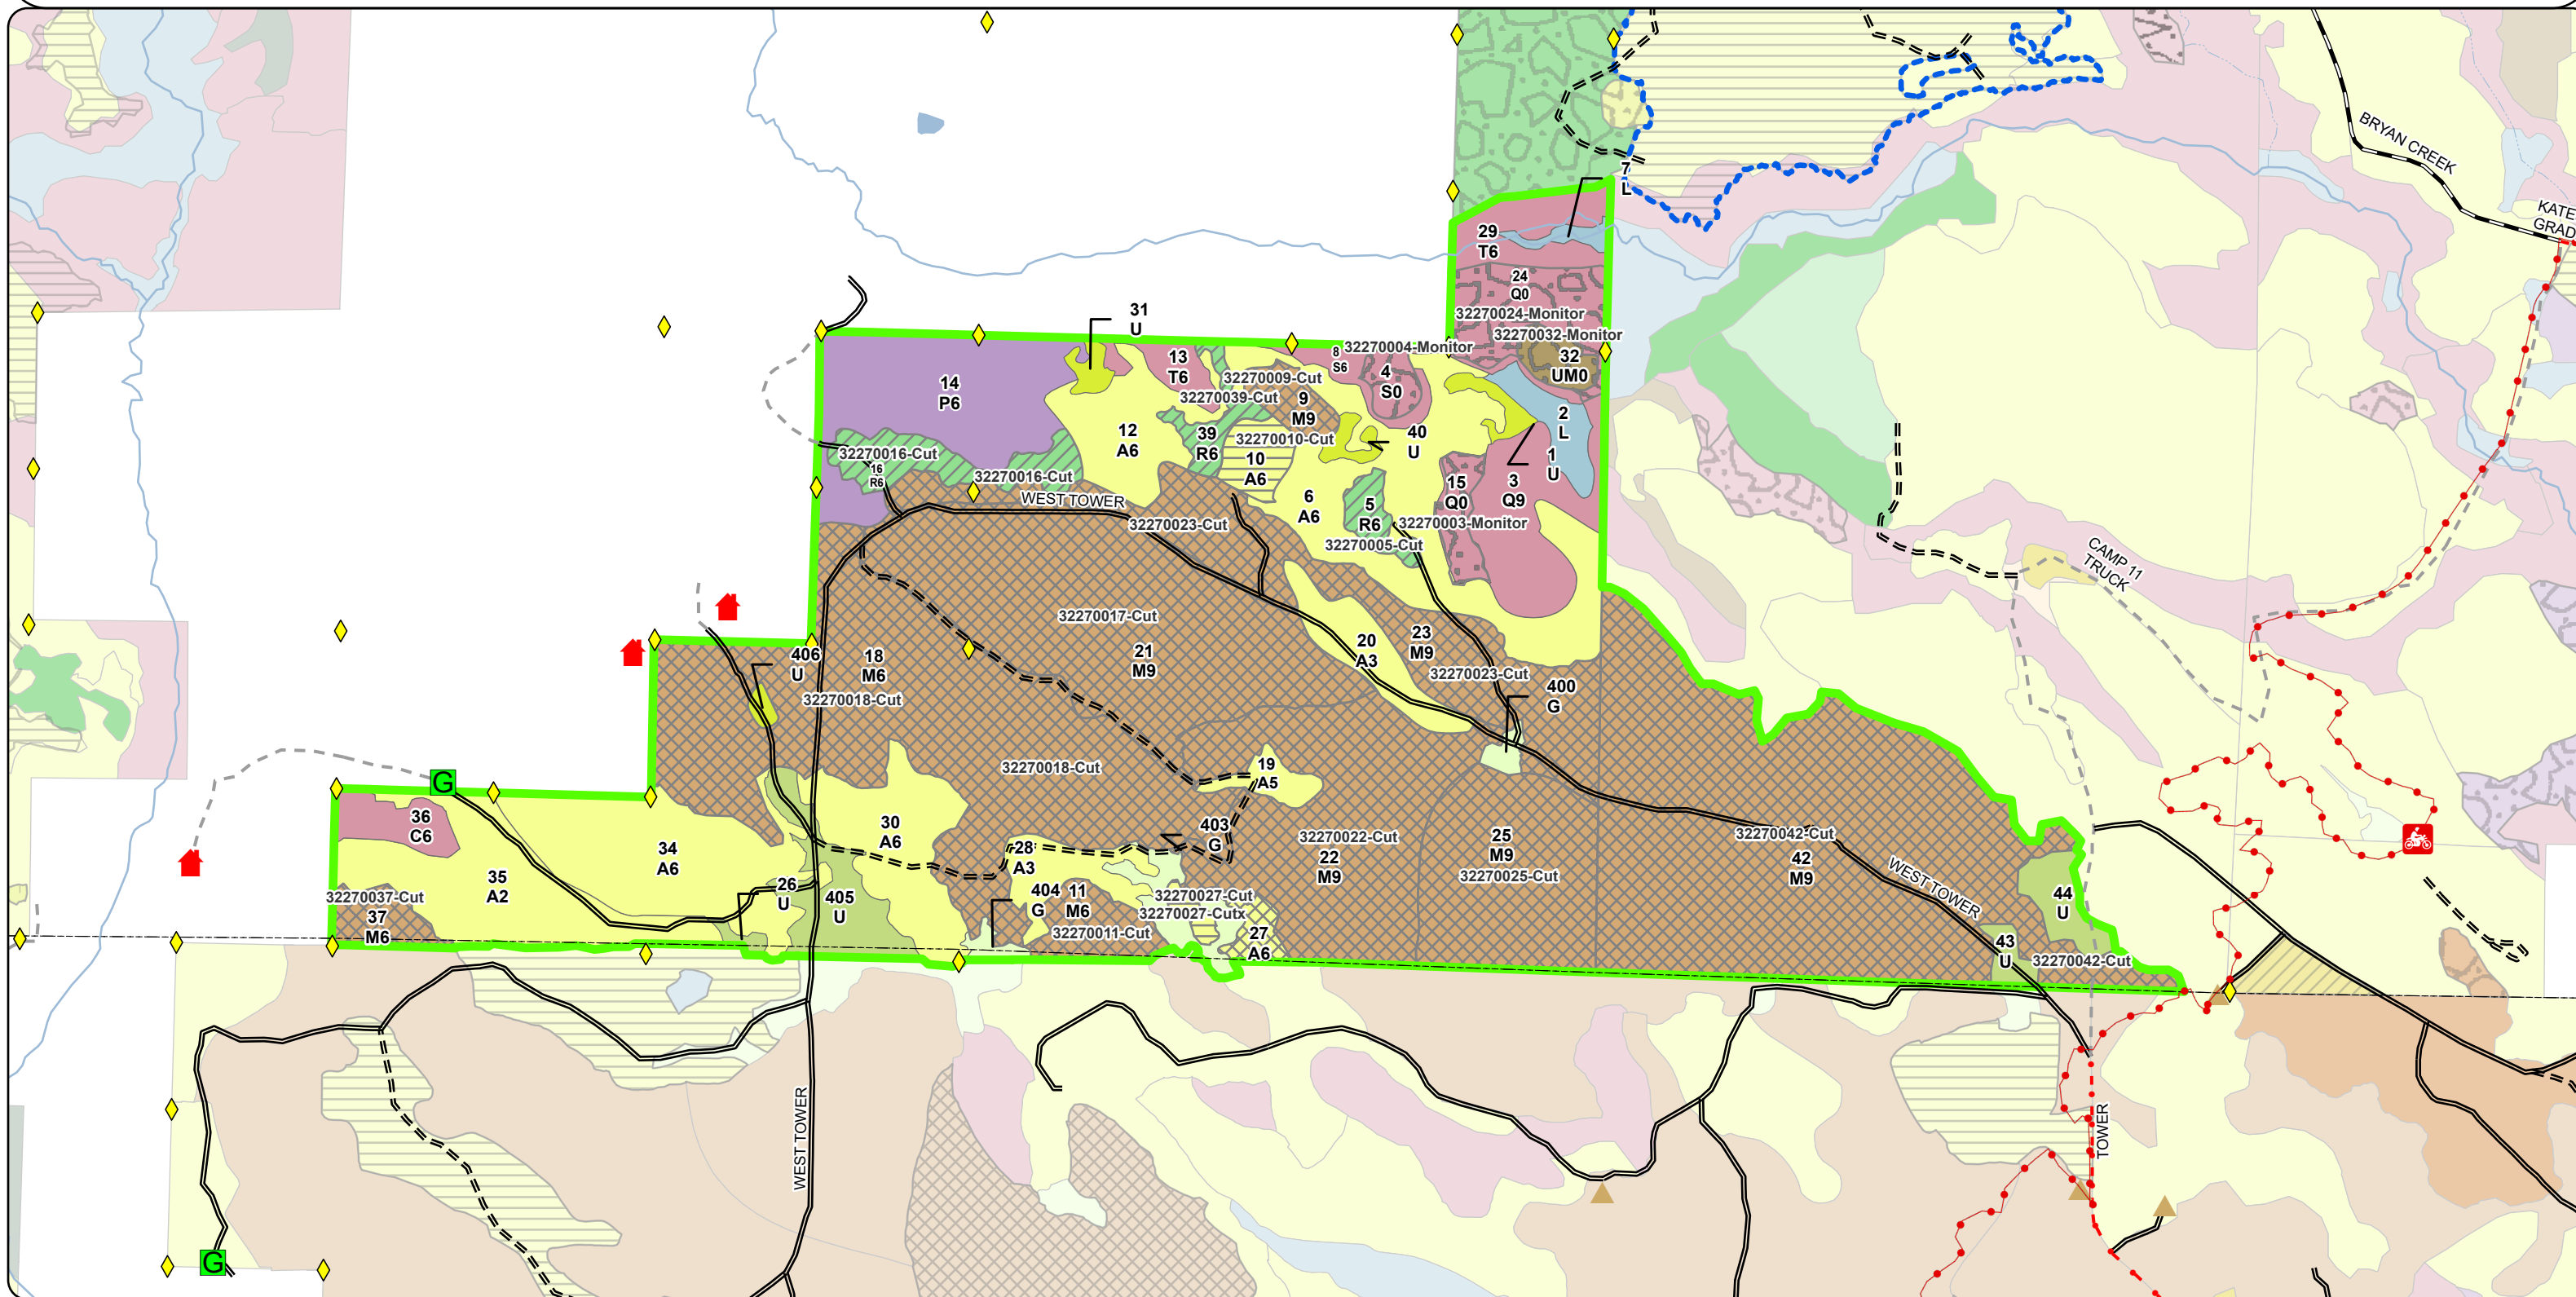 BRYAN CREEK
KATE
GRAD
7
L
29
T6
24
Q0
32270024-Monitor
32270032-Monitor
32
UM0
31
U
13
T6
8
S6
32270004-Monitor
4
S0
32270009-Cut
32270039-Cut
9
M9
14
P6
12
A6
39
R6
32270010-Cut
10
A6
40
U
2
L
1
U
32270016-Cut
16
R6
32270016-Cut
WEST TOWER
32270023-Cut
6
A6
5
R6
15
Q0
3
Q9
32270003-Monitor
32270005-Cut
CAMP 11
TRUCK
32270017-Cut
21
M9
20
A3
23
M9
32270023-Cut
400
G
406
U
18
M6
32270018-Cut
32270018-Cut
19
A5
G
36
C6
35
A2
34
A6
30
A6
28
A3
403
G
32270022-Cut
22
M9
25
M9
32270025-Cut
32270042-Cut
42
M9
WEST TOWER
44
U
43
U
32270042-Cut
32270037-Cut
37
M6
26
U
405
U
404
G
11
M6
32270011-Cut
32270027-Cut
32270027-Cutx
27
A6
WEST TOWER
TOWER
G